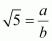 √5 = a/b